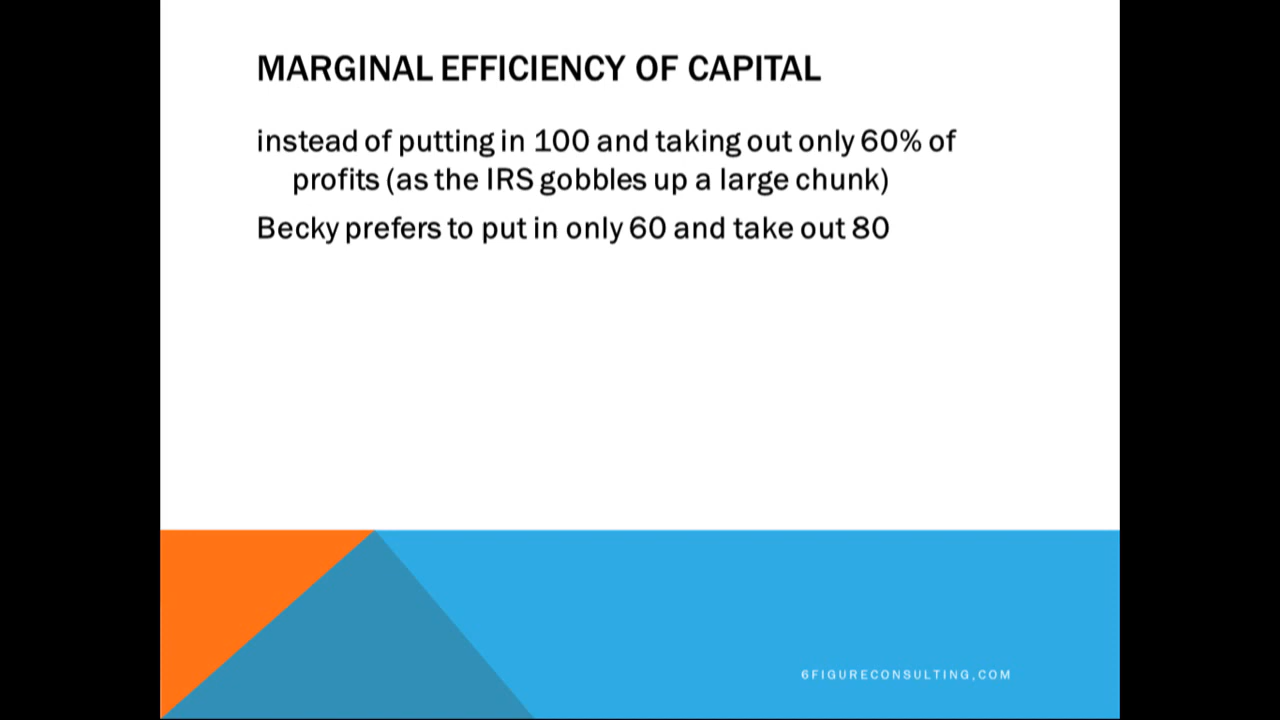 MARGINAL EFFICIENCY OF CAPITAL
instead of putting in 100 and taking out only 60% of
profits (as the IRS gobbles up a large chunk)
Becky prefers to put in only 60 and take out 80
6FIGURECONSULTING,COM